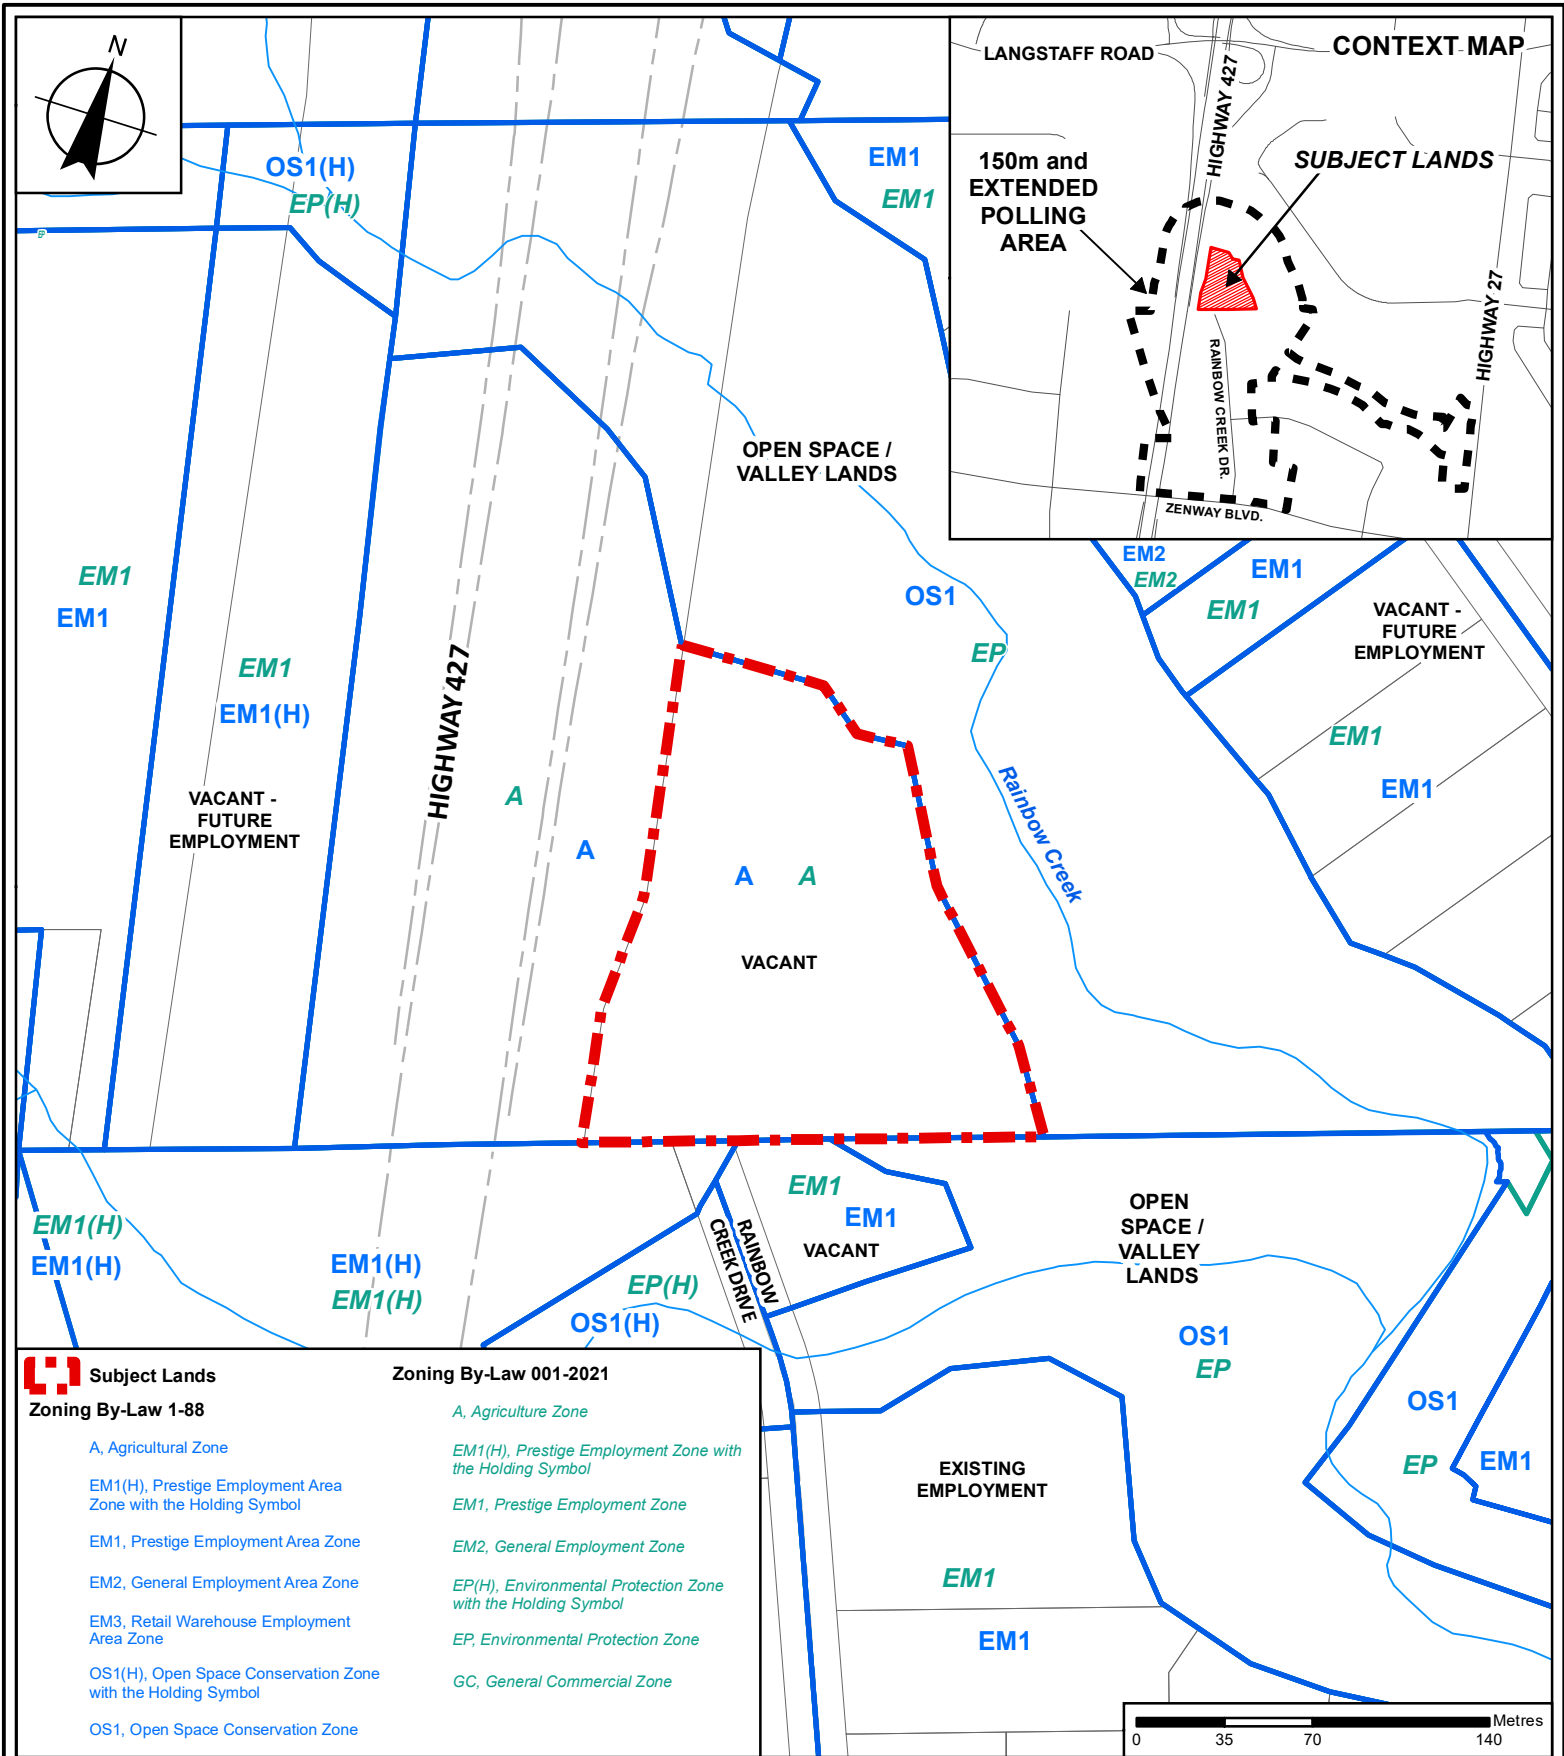 N
CONTEXT MAP
LANGSTAFF ROAD
HIGHWAY 427
150m and
EXTENDED
POLLING
AREA
SUBJECT LANDS
HIGHWAY 27
RAINBOW CREEK DR.
ZENWAY BLVD.
OS1(H)
EP(H)
EP
EM1
EM1
OPEN SPACE /
VALLEY LANDS
EM2
EM2
EM1
EM1
VACANT -
FUTURE
EMPLOYMENT
EM1
EM1
OS1
EP
EM1
EM1
EM1
EM1(H)
VACANT -
FUTURE
EMPLOYMENT
HIGHWAY 427
A
A
A
A
VACANT
Rainbow Creek
EM1(H)
EM1(H)
EM1(H)
EM1(H)
EP(H)
OS1(H)
RAINBOW
CREEK DRIVE
EM1
EM1
VACANT
OPEN
SPACE /
VALLEY
LANDS
OS1
EP
OS1
EP
EM1
EXISTING
EMPLOYMENT
EM1
EM1
Subject Lands
Zoning By-Law 1-88
A, Agricultural Zone
EM1(H), Prestige Employment Area
Zone with the Holding Symbol
EM1, Prestige Employment Area Zone
EM2, General Employment Area Zone
EM3, Retail Warehouse Employment
Area Zone
OS1(H), Open Space Conservation Zone
with the Holding Symbol
OS1, Open Space Conservation Zone
Zoning By-Law 001-2021
A, Agriculture Zone
EM1(H), Prestige Employment Zone with
the Holding Symbol
EM1, Prestige Employment Zone
EM2, General Employment Zone
EP(H), Environmental Protection Zone
with the Holding Symbol
EP, Environmental Protection Zone
GC, General Commercial Zone
Metres
0 35 70 140